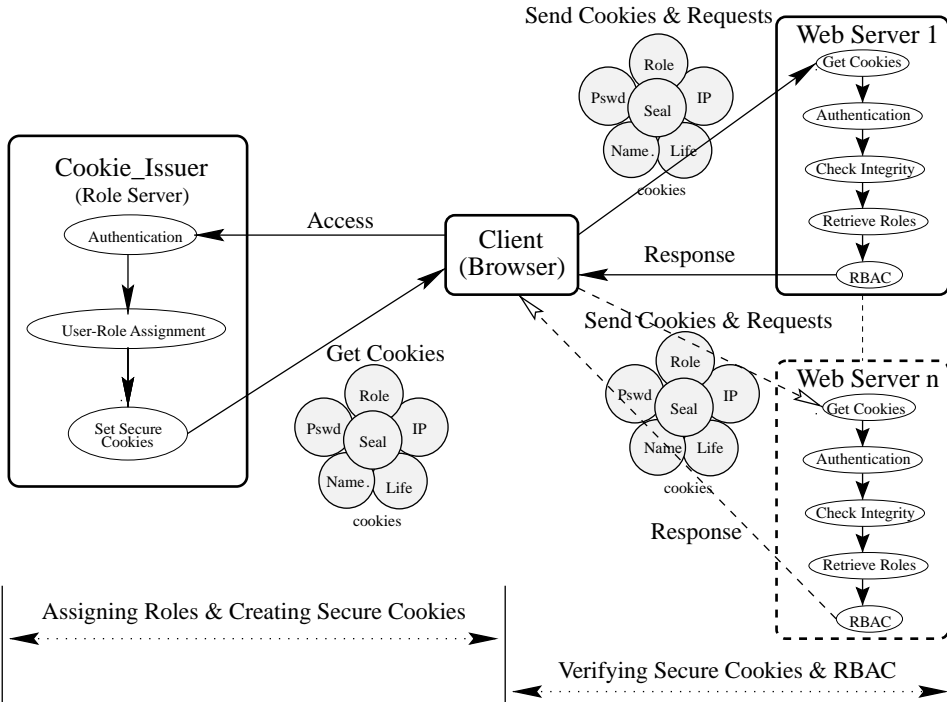 Send Cookies & Requests
Role
Pswd
IP
Seal
Name.
Life
cookies
Web Server 1
Get Cookies
Authentication
Check Integrity
Retrieve Roles
RBAC
Cookie_Issuer
(Role Server)
Authentication
User-Role Assignment
Set Secure
Cookies
Access
Client
(Browser)
Response
Get Cookies
Role
Pswd
IP
Seal
Name.
Life
cookies
Send Cookies & Requests
Role
Pswd
IP
Seal
Name
Life
cookies
Response
Web Server n
Get Cookies
Authentication
Check Integrity
Retrieve Roles
RBAC
Assigning Roles & Creating Secure Cookies
Verifying Secure Cookies & RBAC